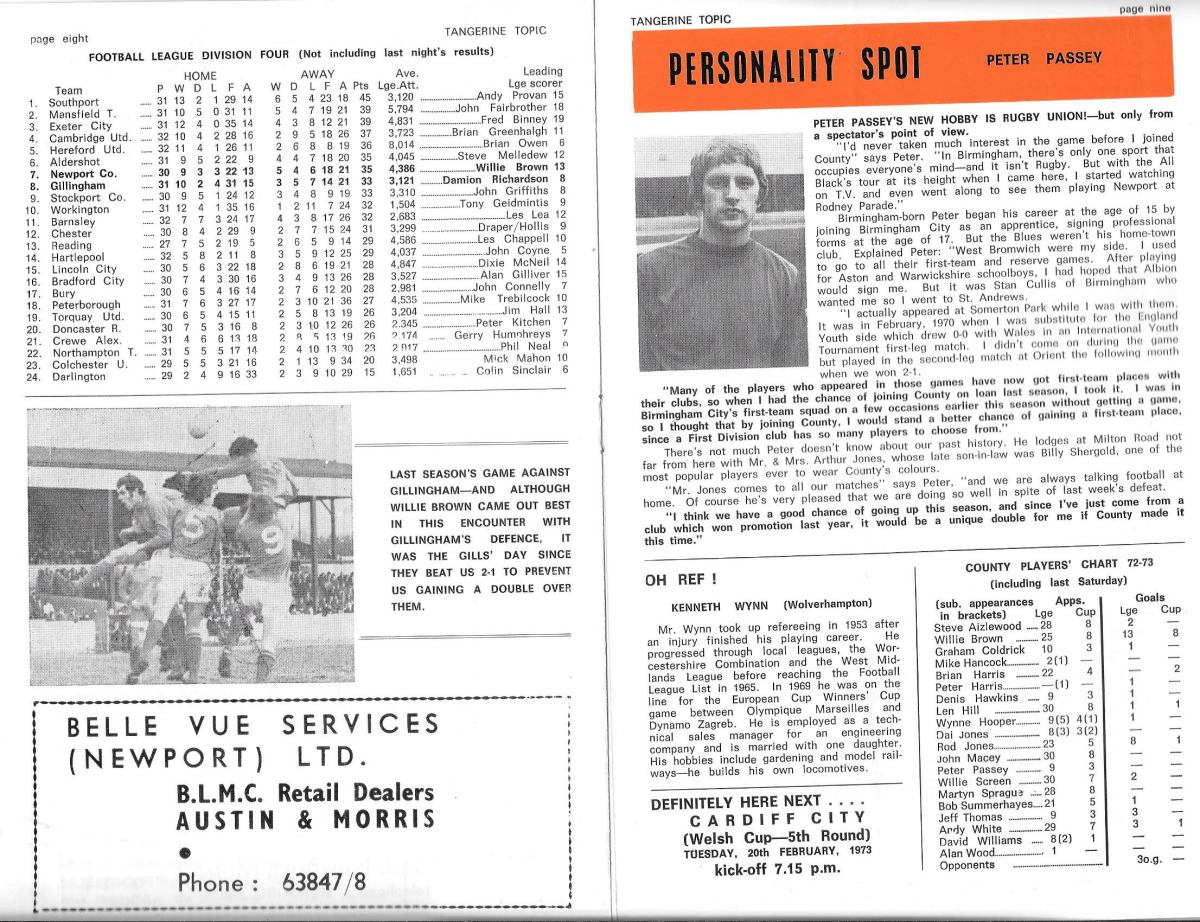 page eight
TANGERINE TOPIC
FOOTBALL LEAGUE DIVISION FOUR (Not including last night's results)
HOME AWAY Ave. Leading
Team P W D L F A W D L F A Pts Lge.Att. Lge scorer
1. Southport ..... 31 13 2 1 29 14 6 5 4 23 18 45 3,120 Andy Provan 15
2. Mansfield T. ..... 31 10 5 0 31 11 5 4 7 19 21 39 5,794 John Fairbrother 18
3. Exeter City ..... 31 12 4 0 35 14 4 3 8 12 21 39 4,831 Fred Binney 19
4. Cambridge Utd. ..... 32 10 4 2 28 16 2 9 5 18 26 37 3,723 Brian Greenhalgh 11
5. Hereford Utd. ..... 32 11 4 1 26 11 2 6 8 8 19 36 8,014 Brian Owen 6
6. Aldershot ..... 31 9 5 2 22 9 4 4 7 18 20 35 4,045 Steve Melledew 12
7. Newport Co. ..... 30 9 3 3 22 13 5 4 6 18 21 35 4,386 Willie Brown 13
8. Gillingham ..... 31 10 2 4 31 15 3 5 7 14 21 33 3,121 Damion Richardson 8
9. Stockport Co. ..... 30 9 5 1 24 12 3 4 8 9 19 33 3,310 John Griffiths 8
10. Workington ..... 31 12 4 1 35 16 1 2 11 7 24 32 1,504 Tony Geidmintis 9
11. Barnsley ..... 32 7 7 3 24 17 4 3 8 17 26 32 2,683 Les Lea 12
12. Chester ..... 30 8 4 2 29 9 2 7 7 15 24 31 3,299 Draper/Hollis 9
13. Reading ..... 27 7 5 2 19 5 2 6 5 9 14 29 4,586 Les Chappell 10
14. Hartlepool ..... 32 5 8 2 11 8 3 5 9 12 25 29 4,037 John Coyne 5
15. Lincoln City ..... 30 5 6 3 22 18 2 8 6 19 21 28 4,847 Dixie McNeil 14
16. Bradford City ..... 30 7 4 3 30 16 3 4 9 13 26 28 3,527 Alan Gilliver 15
17. Bury ..... 30 6 5 4 16 14 2 7 6 12 20 28 2,981 John Connelly 7
18. Peterborough ..... 31 7 6 3 27 17 2 3 10 21 36 27 4,535 Mike Trebilcock 10
19. Torquay Utd. ..... 30 6 5 4 15 11 2 5 8 13 19 26 3,204 Jim Hall 13
20. Doncaster R. ..... 30 7 5 3 16 8 2 3 10 12 26 26 2.345 Peter Kitchen 7
21. Crewe Alex. ..... 31 4 6 6 13 18 5 13 19 26 2,174 Gerry Humphreys 7
22. Northampton T. ..... 31 5 5 5 17 14 2 4 10 13 30 23 Phil Neal
23. Colchester U. ..... 29 5 5 3 21 16 2 1 13 9 34 20 3,498 Mick Mahon 10
24. Darlington ..... 29 2 4 9 16 33 2 3 9 10 29 15 1,651 Colin Sinclair 6
LAST SEASON'S GAME AGAINST
GILLINGHAM—AND ALTHOUGH
WILLIE BROWN CAME OUT BEST
IN THIS ENCOUNTER WITH
GILLINGHAM'S DEFENCE, IT
WAS THE GILLS' DAY SINCE
THEY BEAT US 2-1 TO PREVENT
US GAINING A DOUBLE OVER
THEM.
9
BELLE VUE SERVICES
(NEWPORT) LTD.
B.L.M.C. Retail Dealers
AUSTIN & MORRIS
•
Phone : 63847/8
page nine
TANGERINE TOPIC
PERSONALITY SPOT PETER PASSEY
PETER PASSEY'S NEW HOBBY IS RUGBY UNION!—but only from
a spectator's point of view.
"I'd never taken much interest in the game before I joined
County" says Peter. "In Birmingham, there's only one sport that
occupies everyone's mind—and it isn't Rugby. But with the All
Black's tour at its height when I came here, I started watching
on T.V. and even went along to see them playing Newport at
Rodney Parade."
Birmingham-born Peter began his career at the age of 15 by
joining Birmingham City as an apprentice, signing professional
forms at the age of 17. But the Blues weren't his home-town
club. Explained Peter: "West Bromwich were my side. I used
to go to all their first-team and reserve games. After playing
for Aston and Warwickshire schoolboys, I had hoped that Albion
would sign me. But it was Stan Cullis of Birmingham who
wanted me so I went to St. Andrews.
"I actually appeared at Somerton Park while I was with them.
It was in February, 1970 when I was substitute for the England
Youth side which drew 0-0 with Wales in an International Youth
Tournament first-leg match. I didn't come on during the game
but played in the second-leg match at Orient the following month
when we won 2-1.
"Many of the players who appeared in those games have now got first-team places with
their clubs, so when I had the chance of joining County on loan last season, I took it. I was in
Birmingham City's first-team squad on a few occasions earlier this season without getting a game,
so I thought that by joining County, I would stand a better chance of gaining a first-team place,
since a First Division club has so many players to choose from."
There's not much Peter doesn't know about our past history. He lodges at Milton Road not
far from here with Mr. & Mrs. Arthur Jones, whose late son-in-law was Billy Shergold, one of the
most popular players ever to wear County's colours.
"Mr. Jones comes to all our matches" says Peter, "and we are always talking football at
home. Of course he's very pleased that we are doing so well in spite of last week's defeat.
"I think we have a good chance of going up this season, and since I've just come from a
club which won promotion last year, it would be a unique double for me if County made it
this time."
OH REF !
KENNETH WYNN (Wolverhampton)
Mr. Wynn took up refereeing in 1953 after
an injury finished his playing career. He
progressed through local leagues, the Wor-
cestershire Combination and the West Mid-
lands League before reaching the Football
League List in 1965. In 1969 he was on the
line for the European Cup Winners' Cup
game between Olympique Marseilles and
Dynamo Zagreb. He is employed as a tech-
nical sales manager for an engineering
company and is married with one daughter.
His hobbies include gardening and model rail-
ways—he builds his own locomotives.
DEFINITELY HERE NEXT . . . .
CARDIFF CITY
(Welsh Cup—5th Round)
TUESDAY, 20th FEBRUARY, 1973
kick-off 7.15 p.m.
COUNTY PLAYERS' CHART 72-73
(including last Saturday)
(sub. appearances Apps. Goals
in brackets) Lge Cup Lge Cup
Steve Aizlewood ..... 28 8 2 —
Willie Brown ..... 25 8 13 8
Graham Coldrick 10 3 1 —
Mike Hancock ..... 2(1) — — —
Brian Harris ..... 22 4 — 2
Peter Harris ..... —(1) — 1 —
Denis Hawkins ..... 9 3 1 —
Len Hill ..... 30 8 1 1
Wynne Hooper ..... 9(5) 4(1) 1 —
Dai Jones ..... 8(3) 3(2) — —
Rod Jones ..... 23 5 8 1
John Macey ..... 30 8 — —
Peter Passey ..... 9 3 — —
Willie Screen ..... 30 7 2 —
Martyn Sprague ..... 28 8 — —
Bob Summerhayes ..... 21 5 1 —
Jeff Thomas ..... 9 3 3 —
Andy White ..... 29 7 3 1
David Williams ..... 8(2) 1 — —
Alan Wood ..... 1 — — —
Opponents ..... 3o.g. —